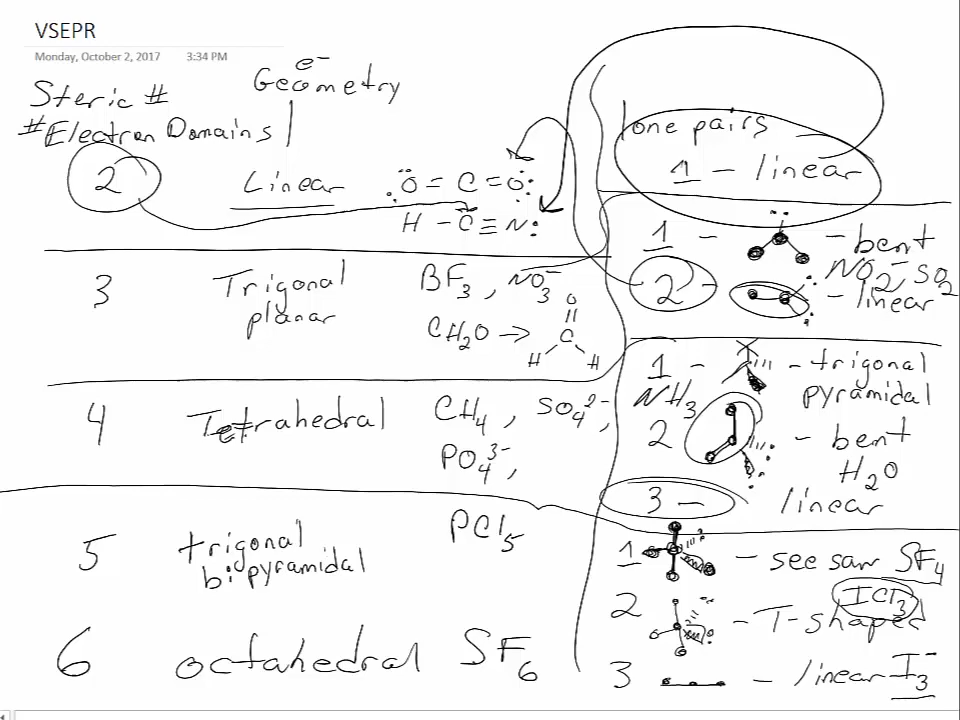 VSEPR
Monday, October 2, 2017 3:34 PM
Steric #
# Electron Domains
e⁻
Geometry
lone pairs
2 Linear :Ö = C = O: 1 - linear
H - C ≡ N:
1 - bent
NO₂⁻, SO₂
3 Trigonal planar BF₃, NO₃⁻ 2 - linear
CH₂O → O
C
H H
1 - trigonal pyramidal
NH₃
4 Tetrahedral CH₄, SO₄²⁻,
PO₄³⁻,
2 - bent
H₂O
3 - linear
5 trigonal bipyramidal PCl₅
1 - see saw SF₄
ICl₃
2 - T-shaped
6 octahedral SF₆
3 - linear - I₃⁻